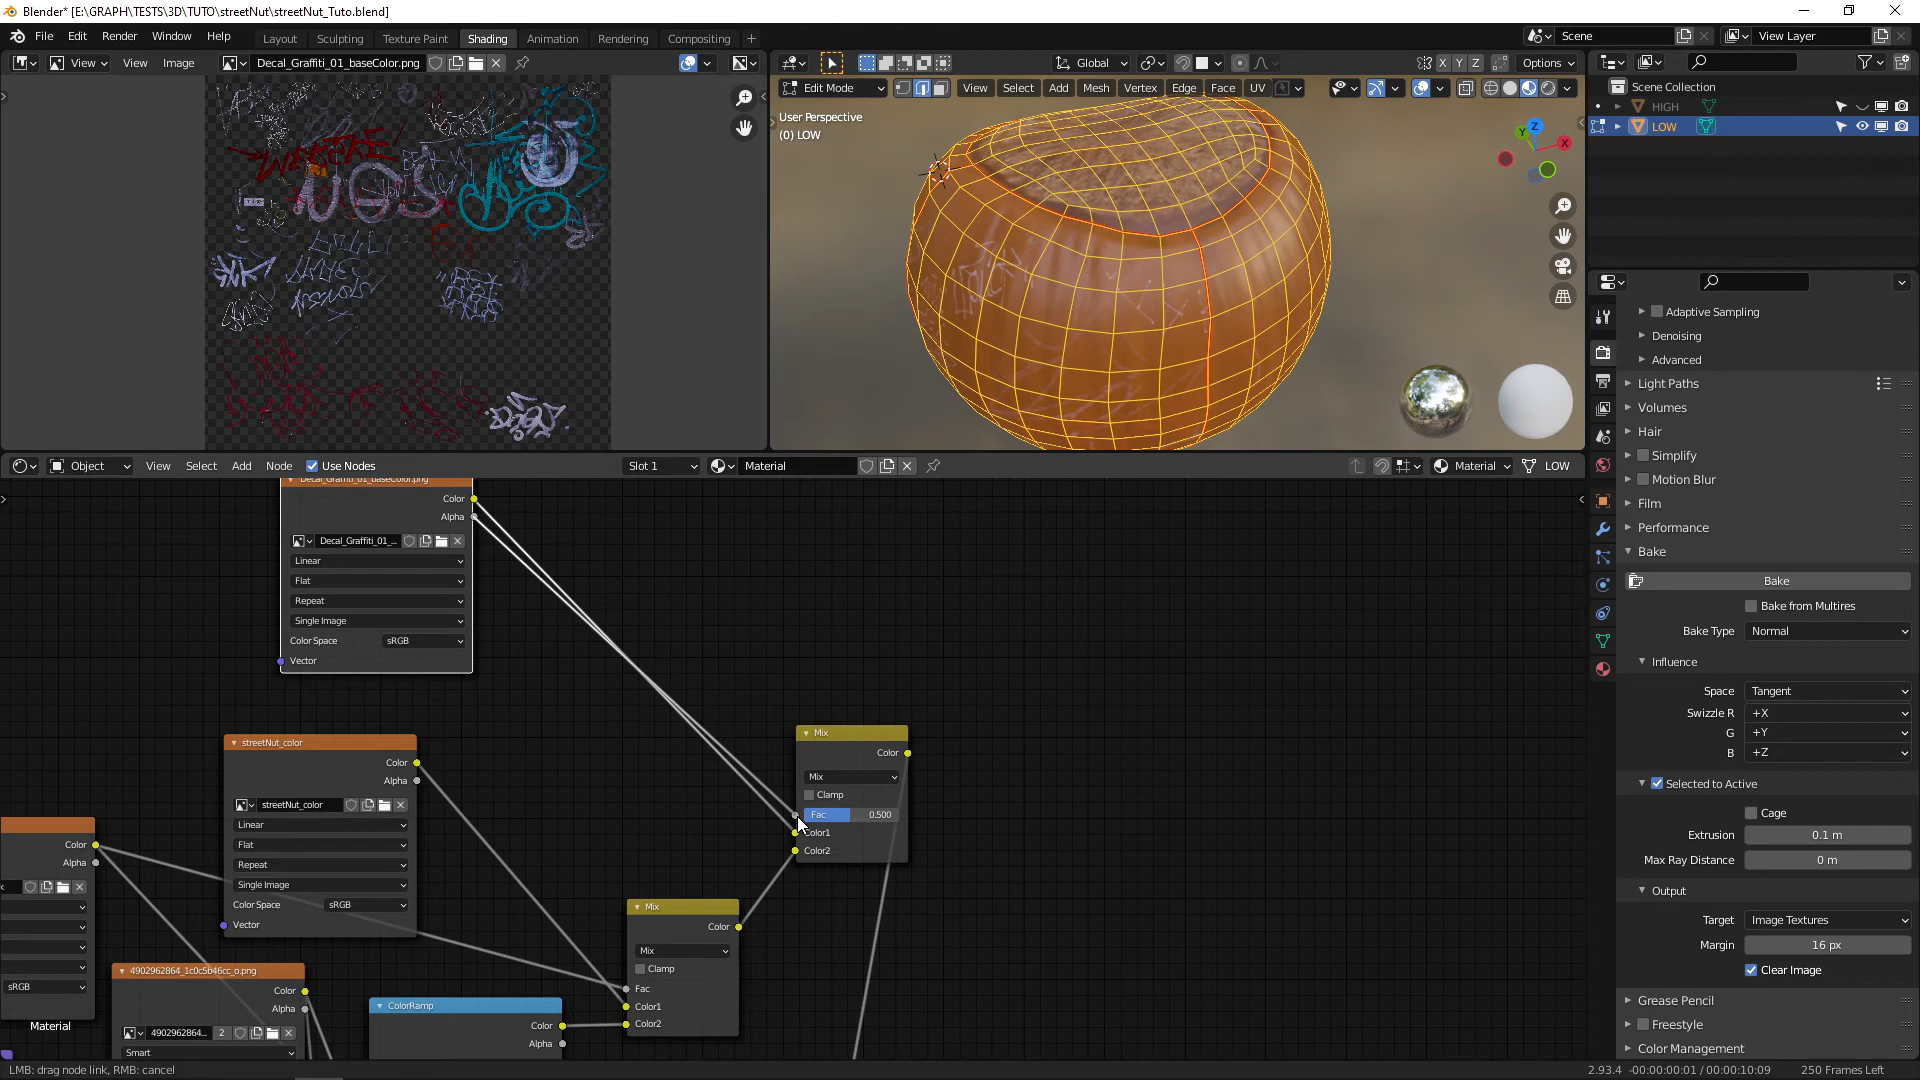 Blender* [E:\GRAPH\TESTS\3D\TUTO\streetNut\streetNut_Tuto.blend]
File Edit Render Window Help Layout Sculpting Texture Paint Shading Animation Rendering Compositing + Scene View Layer
View View Image Decal_Graffiti_01_baseColor.png Global X Y Z Options
Edit Mode View Select Add Mesh Vertex Edge Face UV
User Perspective
(0) LOW
Z
Y
X
Scene Collection
HIGH
LOW
Adaptive Sampling
Denoising
Advanced
Light Paths
Volumes
Hair
Simplify
Motion Blur
Film
Performance
Bake
Bake
Bake from Multires
Bake Type Normal
Influence
Space Tangent
Swizzle R +X
G +Y
B +Z
Selected to Active
Cage
Extrusion 0.1 m
Max Ray Distance 0 m
Output
Target Image Textures
Margin 16 px
Clear Image
Grease Pencil
Freestyle
Color Management
Object View Select Add Node Use Nodes Slot 1 Material Material LOW
Decal_Graffiti_01_baseColor.png
Color
Alpha
Decal_Graffiti_01_...
Linear
Flat
Repeat
Single Image
Color Space sRGB
Vector
streetNut_color
Color
Alpha
streetNut_color
Linear
Flat
Repeat
Single Image
Color Space sRGB
Vector
Mix
Color
Mix
Clamp
Fac 0.500
Color1
Color2
Color
Alpha
sRGB
Material
4902962864_1c0c5b46cc_o.png
Color
Alpha
4902962864... 2
Smart
ColorRamp
Color
Alpha
Mix
Color
Mix
Clamp
Fac
Color1
Color2
LMB: drag node link, RMB: cancel
2.93.4 -00:00:00:01 / 00:00:10:09 250 Frames Left